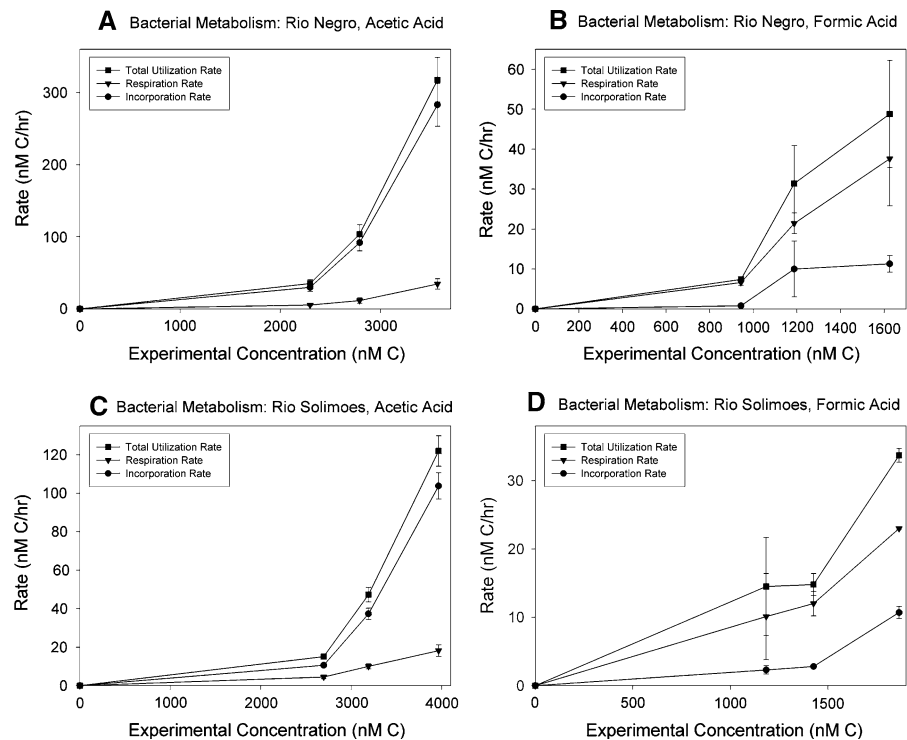 A Bacterial Metabolism: Rio Negro, Acetic Acid
Total Utilization Rate
Respiration Rate
Incorporation Rate
Rate (nM C/hr)
300
200
100
0
0 1000 2000 3000
Experimental Concentration (nM C)
B Bacterial Metabolism: Rio Negro, Formic Acid
Total Utilization Rate
Respiration Rate
Incorporation Rate
Rate (nM C/hr)
60
50
40
30
20
10
0
0 200 400 600 800 1000 1200 1400 1600
Experimental Concentration (nM C)
C Bacterial Metabolism: Rio Solimoes, Acetic Acid
Total Utilization Rate
Respiration Rate
Incorporation Rate
Rate (nM C/hr)
120
100
80
60
40
20
0
0 1000 2000 3000 4000
Experimental Concentration (nM C)
D Bacterial Metabolism: Rio Solimoes, Formic Acid
Total Utilization Rate
Respiration Rate
Incorporation Rate
Rate (nM C/hr)
30
20
10
0
0 500 1000 1500
Experimental Concentration (nM C)